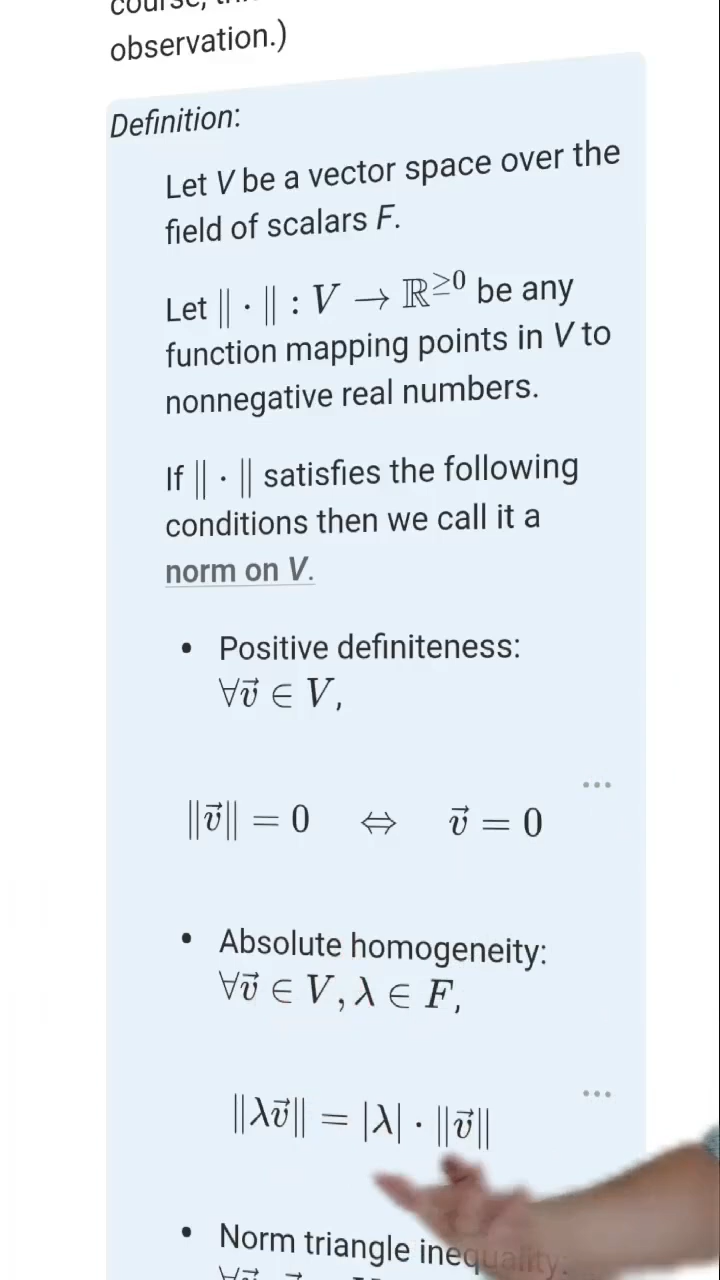 observation.)
Definition:
Let V be a vector space over the
field of scalars F.
Let ‖ · ‖ : V → ℝ≥0 be any
function mapping points in V to
nonnegative real numbers.
If ‖ · ‖ satisfies the following
conditions then we call it a
norm on V.
• Positive definiteness:
∀v⃗ ∈ V,
‖v⃗‖ = 0 ⇔ v⃗ = 0
• Absolute homogeneity:
∀v⃗ ∈ V, λ ∈ F,
‖λv⃗‖ = |λ| · ‖v⃗‖
• Norm triangle inequality: